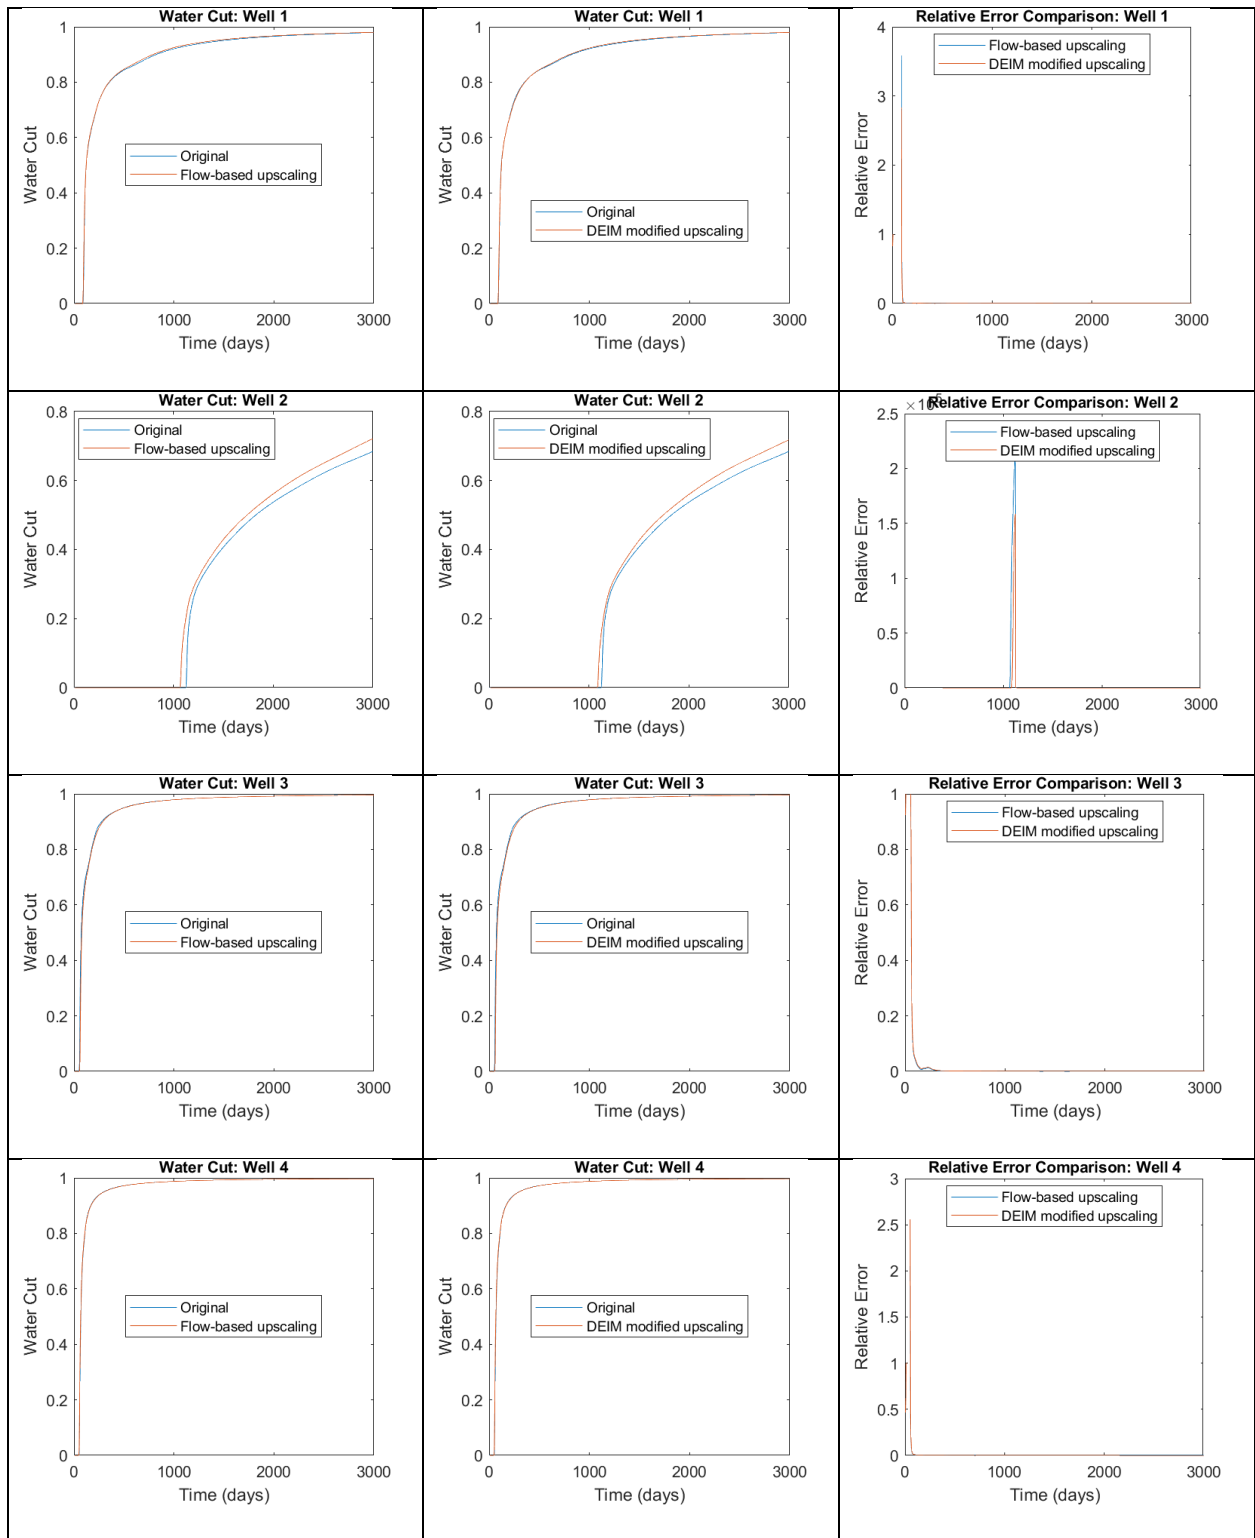 Water Cut: Well 1
1
0.8
0.6
0.4
0.2
0
Water Cut
Original
Flow-based upscaling
0 1000 2000 3000
Time (days)
Water Cut: Well 1
1
0.8
0.6
0.4
0.2
0
Water Cut
Original
DEIM modified upscaling
0 1000 2000 3000
Time (days)
Relative Error Comparison: Well 1
4
3
2
1
0
Relative Error
Flow-based upscaling
DEIM modified upscaling
0 1000 2000 3000
Time (days)
Water Cut: Well 2
0.8
0.6
0.4
0.2
0
Water Cut
Original
Flow-based upscaling
0 1000 2000 3000
Time (days)
Water Cut: Well 2
0.8
0.6
0.4
0.2
0
Water Cut
Original
DEIM modified upscaling
0 1000 2000 3000
Time (days)
Relative Error Comparison: Well 2
2.5
2
1.5
1
0.5
0
Relative Error
Flow-based upscaling
DEIM modified upscaling
0 1000 2000 3000
Time (days)
Water Cut: Well 3
1
0.8
0.6
0.4
0.2
0
Water Cut
Original
Flow-based upscaling
0 1000 2000 3000
Time (days)
Water Cut: Well 3
1
0.8
0.6
0.4
0.2
0
Water Cut
Original
DEIM modified upscaling
0 1000 2000 3000
Time (days)
Relative Error Comparison: Well 3
1
0.8
0.6
0.4
0.2
0
Relative Error
Flow-based upscaling
DEIM modified upscaling
0 1000 2000 3000
Time (days)
Water Cut: Well 4
1
0.8
0.6
0.4
0.2
0
Water Cut
Original
Flow-based upscaling
0 1000 2000 3000
Time (days)
Water Cut: Well 4
1
0.8
0.6
0.4
0.2
0
Water Cut
Original
DEIM modified upscaling
0 1000 2000 3000
Time (days)
Relative Error Comparison: Well 4
3
2.5
2
1.5
1
0.5
0
Relative Error
Flow-based upscaling
DEIM modified upscaling
0 1000 2000 3000
Time (days)